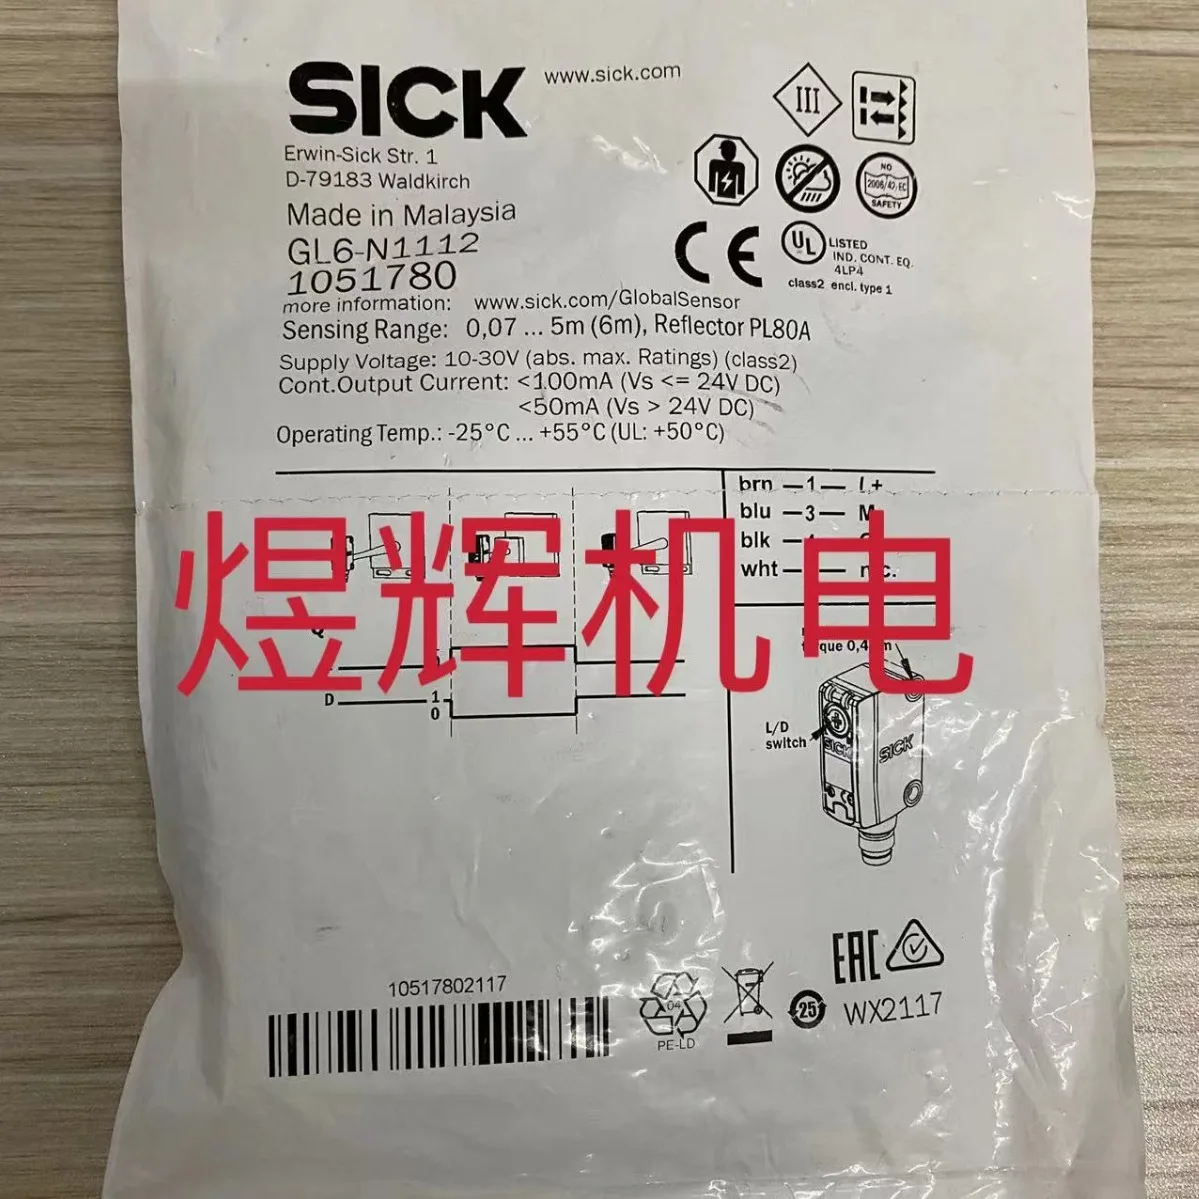 SICK www.sick.com
III
Erwin-Sick Str. 1
D-79183 Waldkirch
NO
2006/42/EC
SAFETY
Made in Malaysia
GL6-N1112
1051780
CE
UL LISTED
IND. CONT. EQ.
4LP4
class2 encl. type 1
more information: www.sick.com/GlobalSensor
Sensing Range: 0,07 ... 5m (6m), Reflector PL80A
Supply Voltage: 10-30V (abs. max. Ratings) (class2)
Cont.Output Current: <100mA (Vs <= 24V DC)
<50mA (Vs > 24V DC)
Operating Temp.: -25°C ... +55°C (UL: +50°C)
brn —1— L+
blu —3— M
blk
wht
煜辉机电
Q
D 1
0
L/D
switch
SICK
SICK
EAC
10517802117
04
PE-LD
25
WX2117